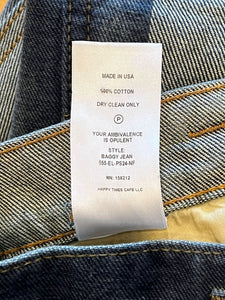 MADE IN USA
100% COTTON
DRY CLEAN ONLY
P
YOUR AMBIVALENCE
IS OPULENT
STYLE:
BAGGY JEAN
155-EL-PS24-NF
RN: 158212
HAPPY TIMES CAFE LLC